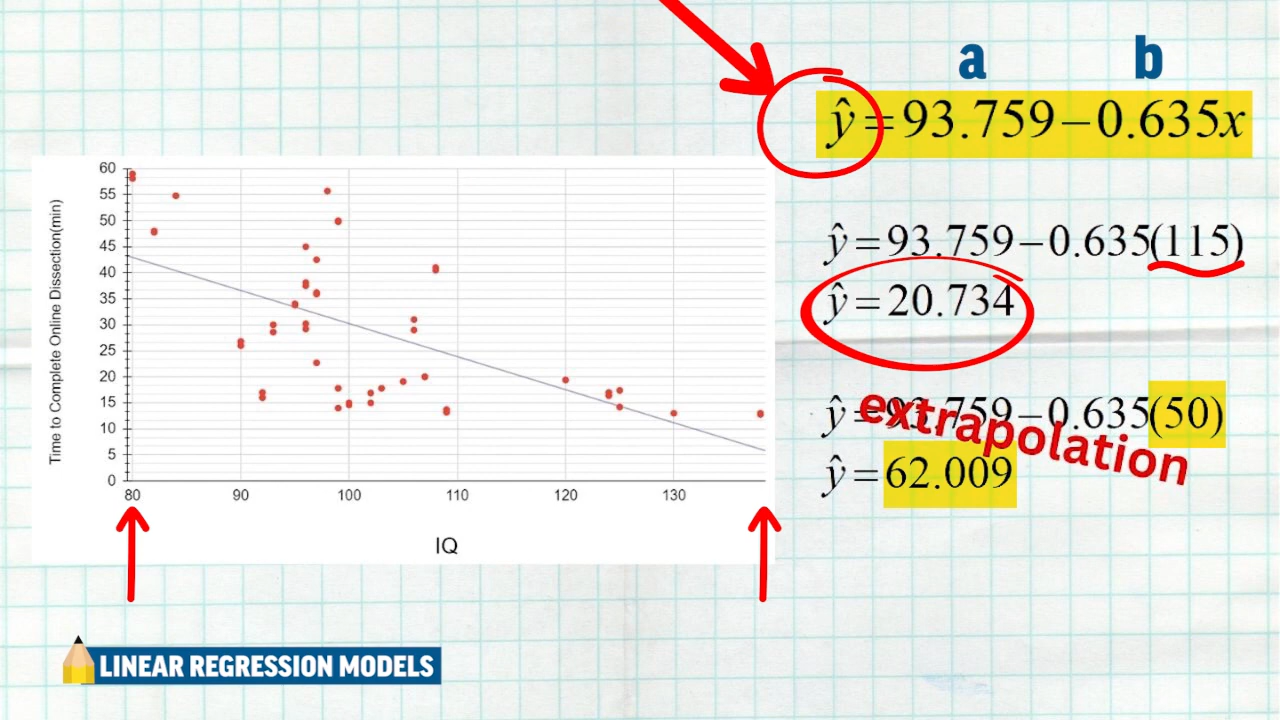 a b
ŷ = 93.759 − 0.635x
ŷ = 93.759 − 0.635(115)
ŷ = 20.734
ŷ = 93.759 − 0.635(50)
extrapolation
ŷ = 62.009
Time to Complete Online Dissection(min)
60
55
50
45
40
35
30
25
20
15
10
5
0
80 90 100 110 120 130
IQ
LINEAR REGRESSION MODELS